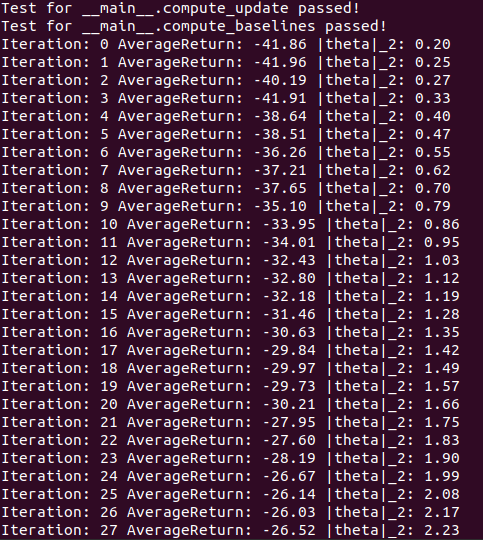 Test for __main__.compute_update passed!
Test for __main__.compute_baselines passed!
Iteration: 0 AverageReturn: -41.86 |theta|_2: 0.20
Iteration: 1 AverageReturn: -41.96 |theta|_2: 0.25
Iteration: 2 AverageReturn: -40.19 |theta|_2: 0.27
Iteration: 3 AverageReturn: -41.91 |theta|_2: 0.33
Iteration: 4 AverageReturn: -38.64 |theta|_2: 0.40
Iteration: 5 AverageReturn: -38.51 |theta|_2: 0.47
Iteration: 6 AverageReturn: -36.26 |theta|_2: 0.55
Iteration: 7 AverageReturn: -37.21 |theta|_2: 0.62
Iteration: 8 AverageReturn: -37.65 |theta|_2: 0.70
Iteration: 9 AverageReturn: -35.10 |theta|_2: 0.79
Iteration: 10 AverageReturn: -33.95 |theta|_2: 0.86
Iteration: 11 AverageReturn: -34.01 |theta|_2: 0.95
Iteration: 12 AverageReturn: -32.43 |theta|_2: 1.03
Iteration: 13 AverageReturn: -32.80 |theta|_2: 1.12
Iteration: 14 AverageReturn: -32.18 |theta|_2: 1.19
Iteration: 15 AverageReturn: -31.46 |theta|_2: 1.28
Iteration: 16 AverageReturn: -30.63 |theta|_2: 1.35
Iteration: 17 AverageReturn: -29.84 |theta|_2: 1.42
Iteration: 18 AverageReturn: -29.97 |theta|_2: 1.49
Iteration: 19 AverageReturn: -29.73 |theta|_2: 1.57
Iteration: 20 AverageReturn: -30.21 |theta|_2: 1.66
Iteration: 21 AverageReturn: -27.95 |theta|_2: 1.75
Iteration: 22 AverageReturn: -27.60 |theta|_2: 1.83
Iteration: 23 AverageReturn: -28.19 |theta|_2: 1.90
Iteration: 24 AverageReturn: -26.67 |theta|_2: 1.99
Iteration: 25 AverageReturn: -26.14 |theta|_2: 2.08
Iteration: 26 AverageReturn: -26.03 |theta|_2: 2.17
Iteration: 27 AverageReturn: -26.52 |theta|_2: 2.23